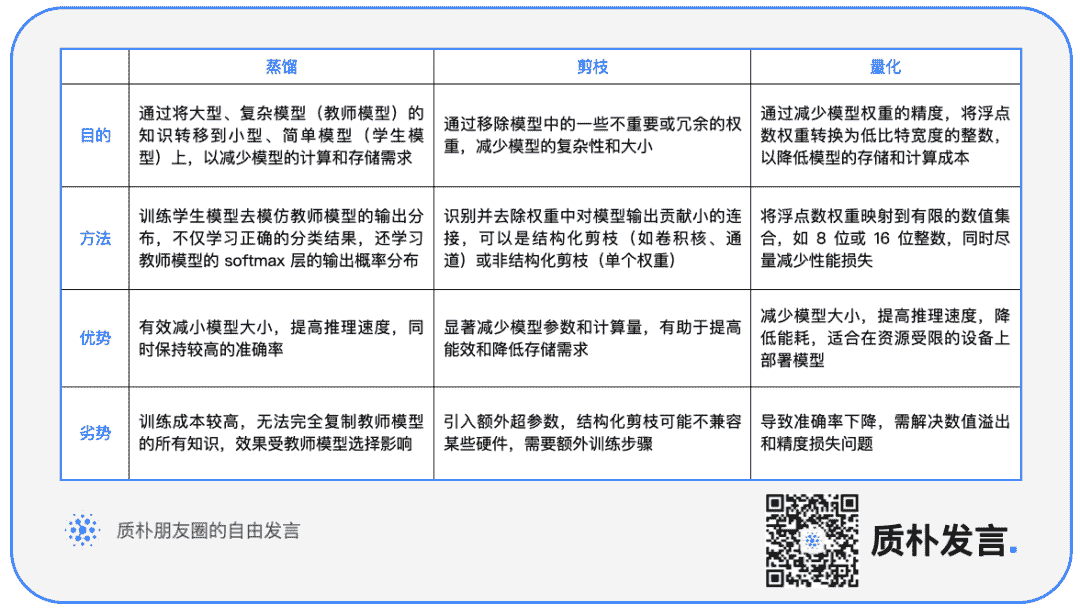 蒸馏
剪枝
量化
目的
通过将大型、复杂模型（教师模型）的
知识转移到小型、简单模型（学生模
型）上，以减少模型的计算和存储需求
通过移除模型中的一些不重要或冗余的权
重，减少模型的复杂性和大小
通过减少模型权重的精度，将浮点
数权重转换为低比特宽度的整数，
以降低模型的存储和计算成本
方法
训练学生模型去模仿教师模型的输出分
布，不仅学习正确的分类结果，还学习
教师模型的 softmax 层的输出概率分布
识别并去除权重中对模型输出贡献小的连
接，可以是结构化剪枝（如卷积核、通
道）或非结构化剪枝（单个权重）
将浮点数权重映射到有限的数值集
合，如 8 位或 16 位整数，同时尽
量减少性能损失
优势
有效减小模型大小，提高推理速度，同
时保持较高的准确率
显著减少模型参数和计算量，有助于提高
能效和降低存储需求
减少模型大小，提高推理速度，降
低能耗，适合在资源受限的设备上
部署模型
劣势
训练成本较高，无法完全复制教师模型
的所有知识，效果受教师模型选择影响
引入额外超参数，结构化剪枝可能不兼容
某些硬件，需要额外训练步骤
导致准确率下降，需解决数值溢出
和精度损失问题
质朴朋友圈的自由发言
质朴发言.